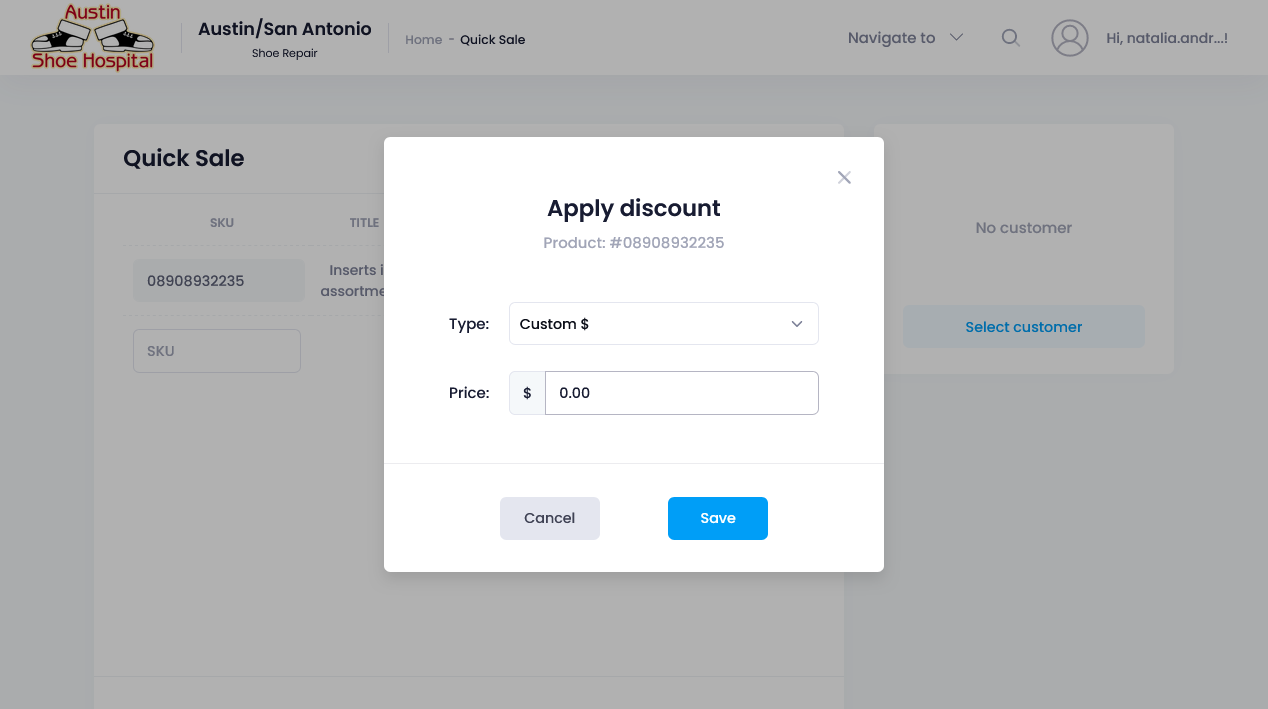 Austin
Shoe Hospital
Austin/San Antonio
Shoe Repair
Home - Quick Sale
Navigate to
Hi, natalia.andr...!
Quick Sale
SKU
TITLE
08908932235
Inserts i
assortme
SKU
Apply discount
Product: #08908932235
Type:
Custom $
Price:
$
0.00
Cancel
Save
No customer
Select customer